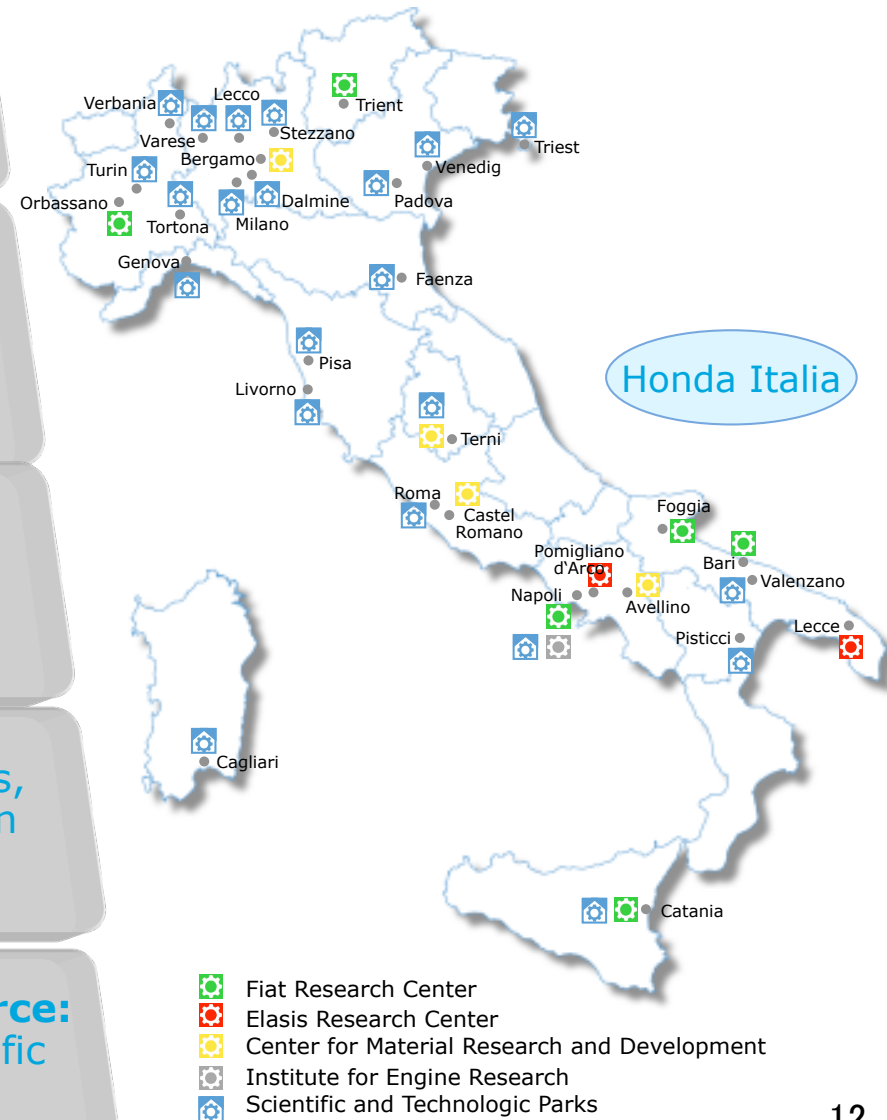 Lecco
Verbania
Trient
Varese
Stezzano
Triest
Bergamo
Venedig
Turin
Orbassano
Dalmine
Padova
Tortona
Milano
Genova
Faenza
Pisa
Honda Italia
Livorno
Terni
Roma
Castel
Romano
Foggia
Pomigliano
d'Arco
Bari
Valenzano
Napoli
Avellino
Lecce
Pisticci
s,
n
Cagliari
Catania
rce:
fic
Fiat Research Center
Elasis Research Center
Center for Material Research and Development
Institute for Engine Research
Scientific and Technologic Parks
12